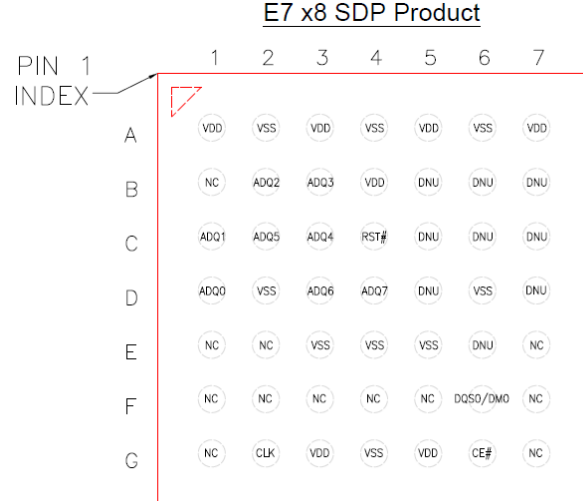 E7 x8 SDP Product
PIN 1
INDEX
1 2 3 4 5 6 7
A VDD VSS VDD VSS VDD VSS VDD
B NC ADQ2 ADQ3 VDD DNU DNU DNU
C ADQ1 ADQ5 ADQ4 RST# DNU DNU DNU
D ADQ0 VSS ADQ6 ADQ7 DNU VSS DNU
E NC NC VSS VSS VSS DNU NC
F NC NC NC NC NC DQS0/DM0 NC
G NC CLK VDD VSS VDD CE# NC